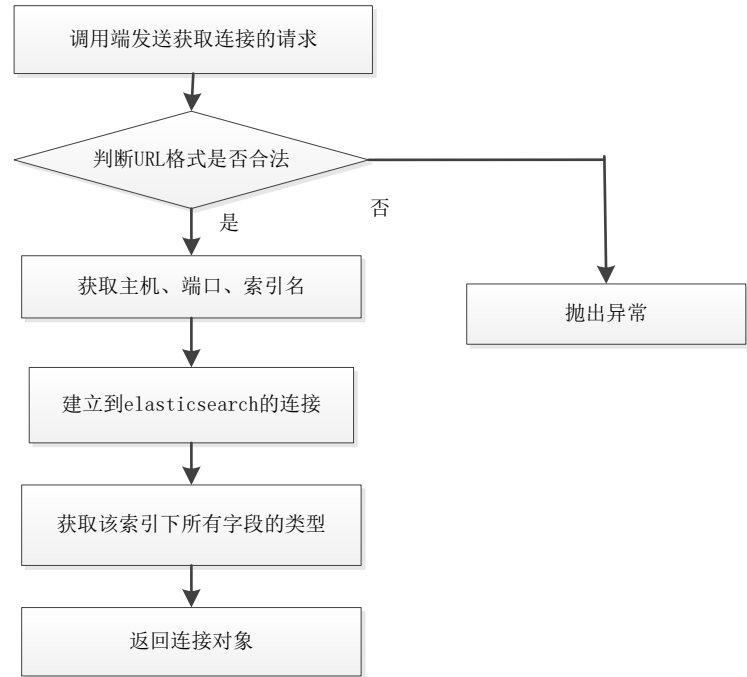 调用端发送获取连接的请求
判断URL格式是否合法
是
否
获取主机、端口、索引名
抛出异常
建立到elasticsearch的连接
获取该索引下所有字段的类型
返回连接对象